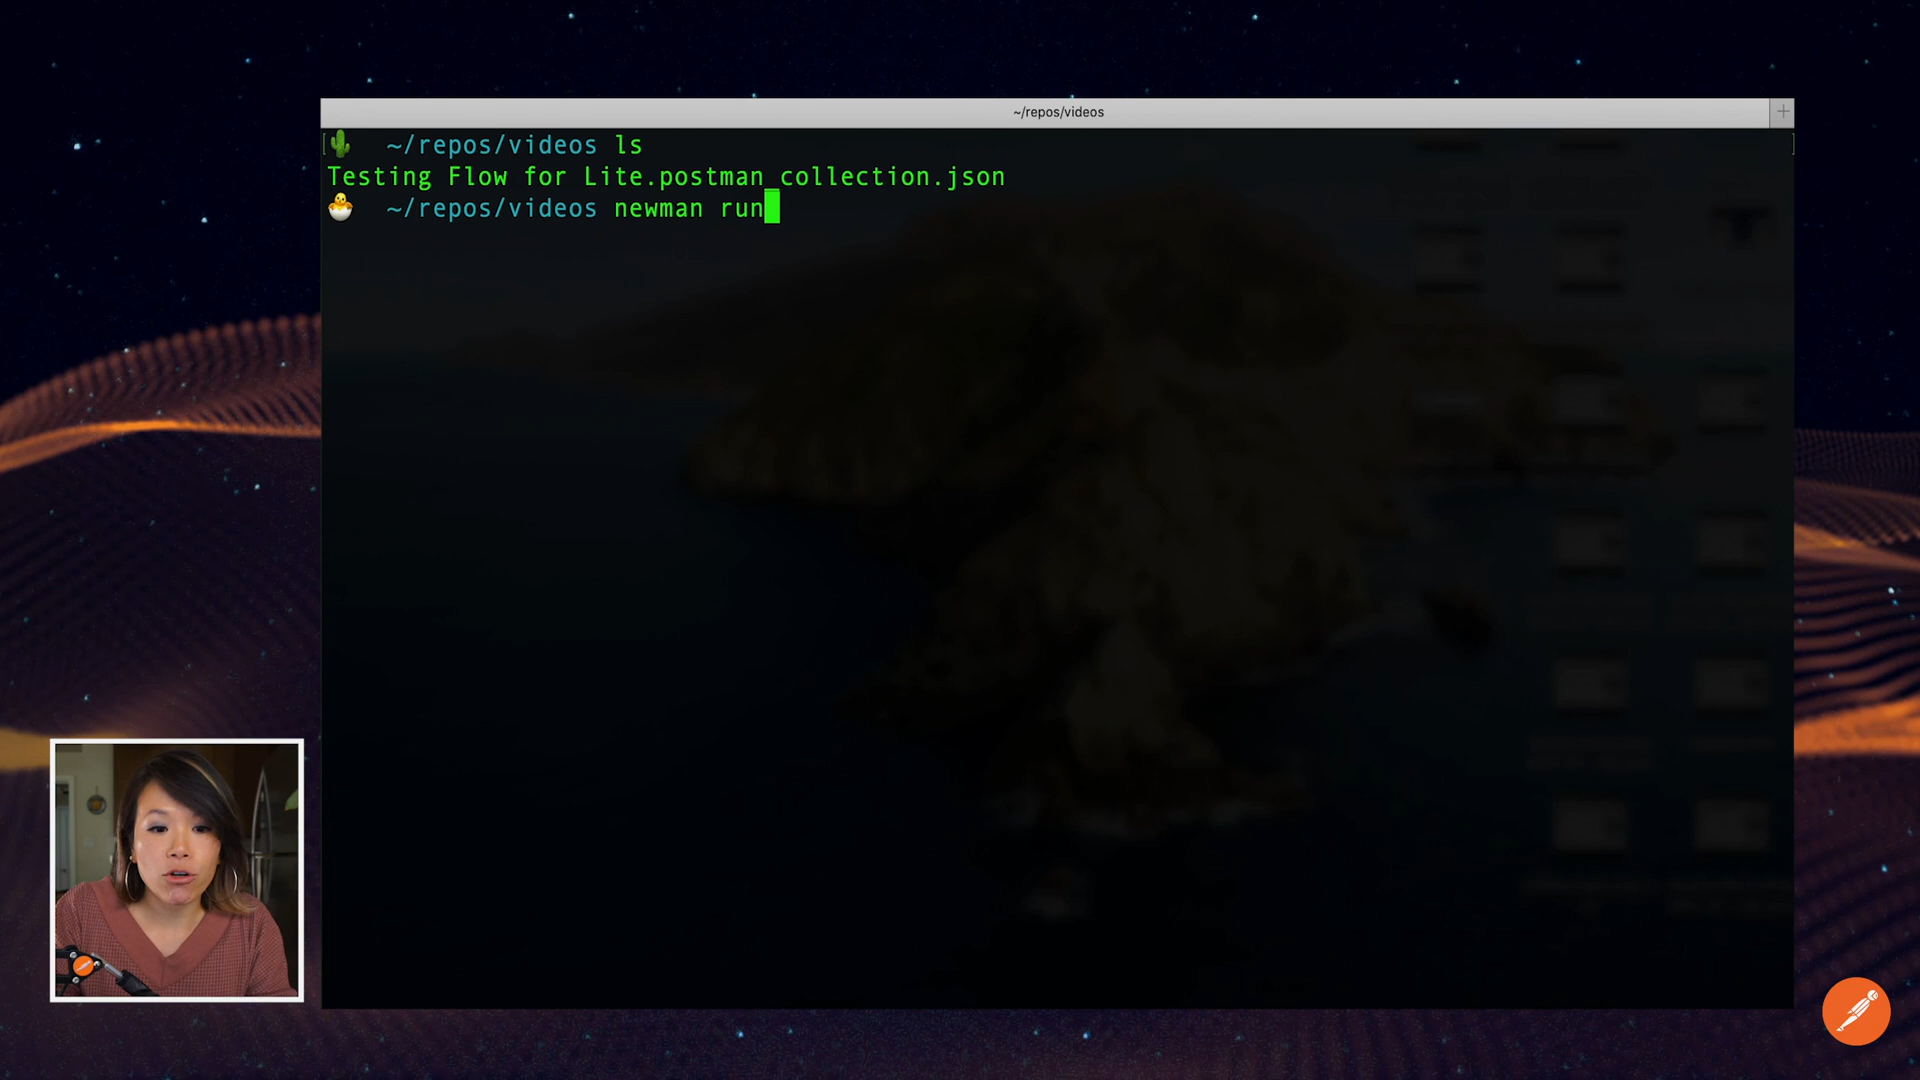 ~/repos/videos
~/repos/videos ls
Testing Flow for Lite.postman_collection.json
~/repos/videos newman run